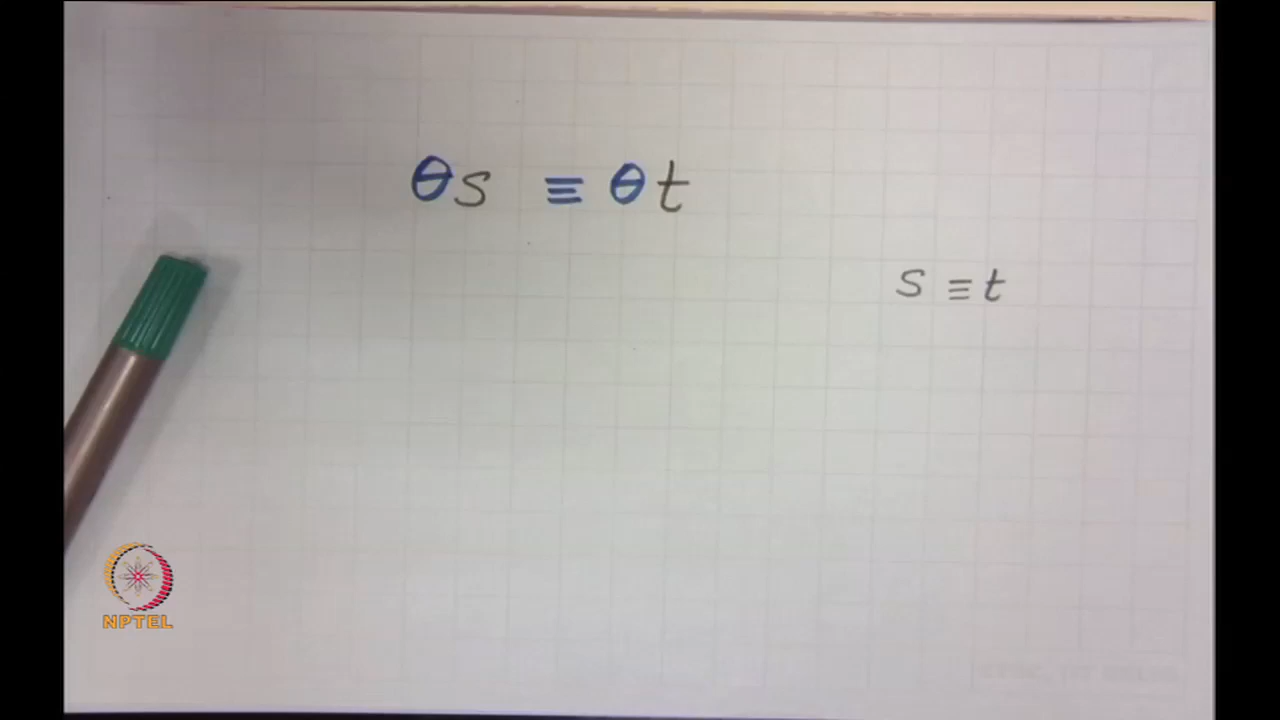 θs ≡ θt
s ≡ t
NPTEL